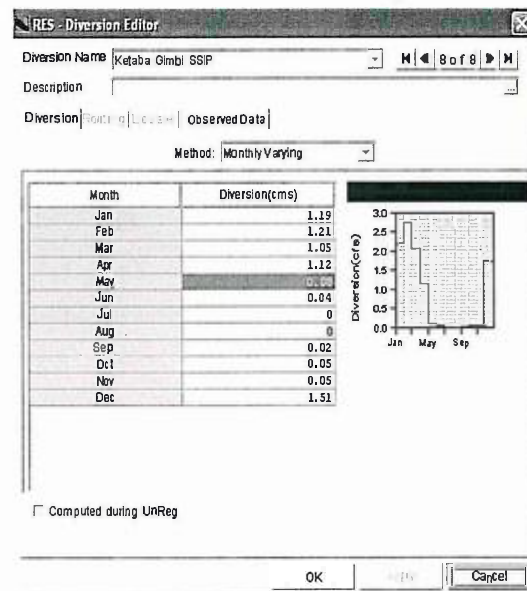 RES - Diversion Editor
Diversion Name Ketaba Gimbi SSIP 8 of 8
Description ...
Diversion Observed Data
Method: Monthly Varying
Month Diversion(cms)
Jan 1.19
Feb 1.21
Mar 1.05
Apr 1.12
May
Jun 0.04
Jul 0
Aug 0
Sep 0.02
Oct 0.05
Nov 0.05
Dec 1.51
Diversion(cfs)
3.0
2.5
2.0
1.5
1.0
0.5
0.0
Jan May Sep
Computed during UnReg
OK Cancel